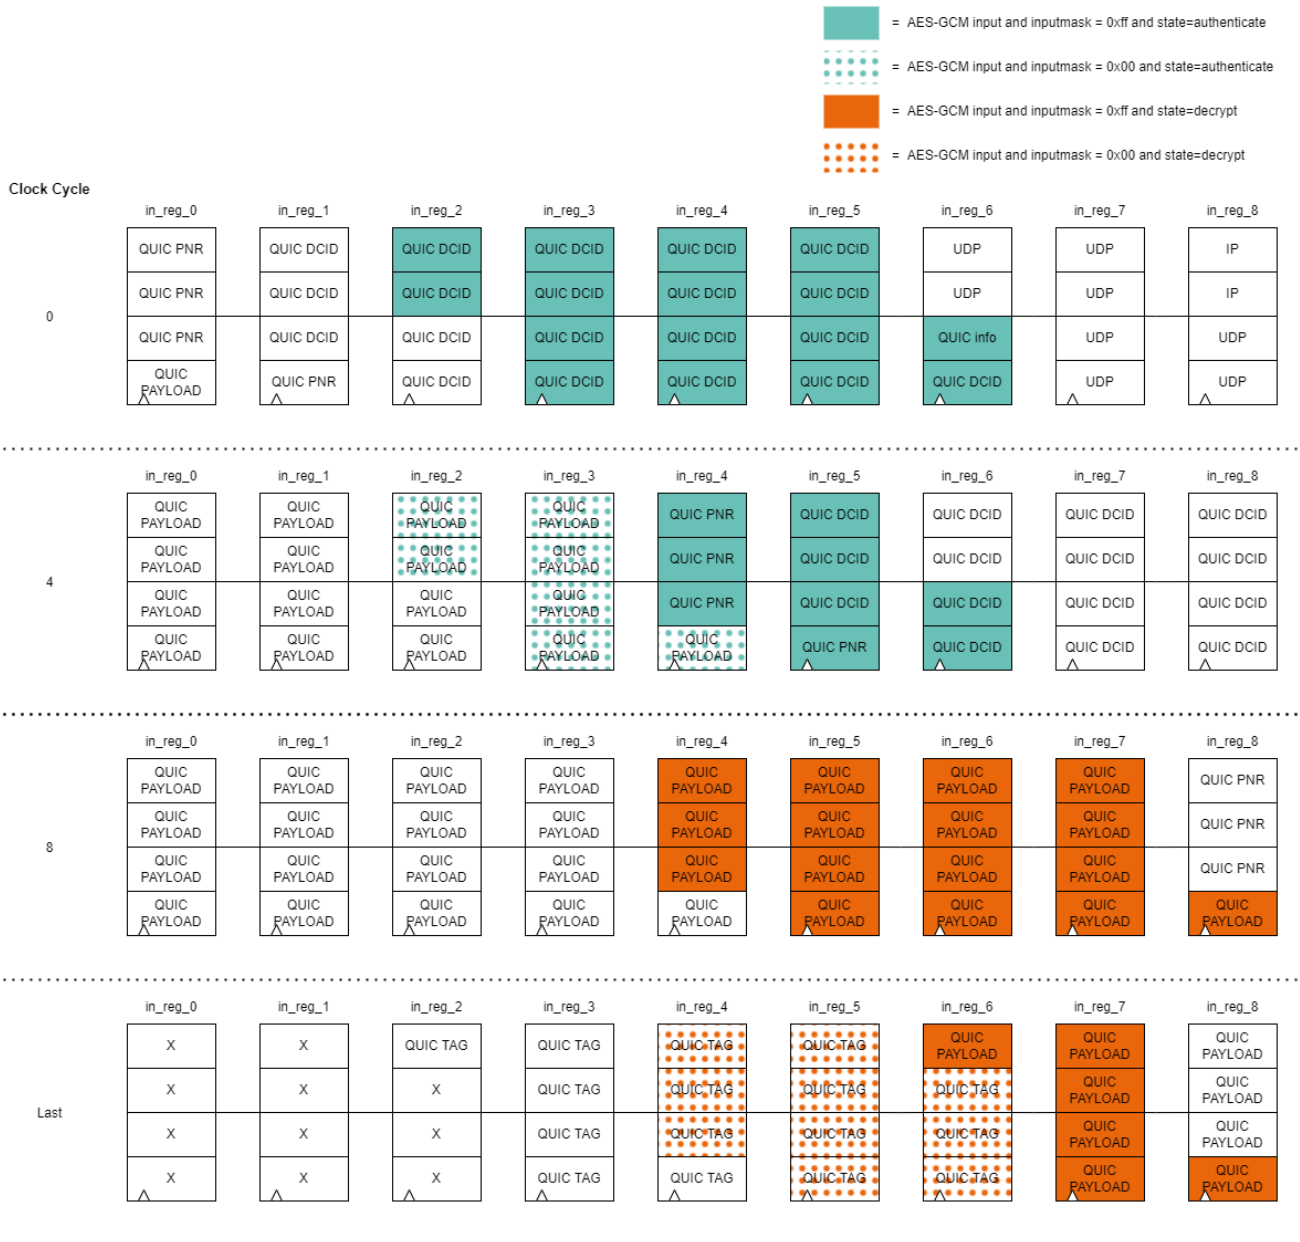 = AES-GCM input and inputmask = 0xff and state=authenticate
= AES-GCM input and inputmask = 0x00 and state=authenticate
= AES-GCM input and inputmask = 0xff and state=decrypt
= AES-GCM input and inputmask = 0x00 and state=decrypt
Clock Cycle
in_reg_0 in_reg_1 in_reg_2 in_reg_3 in_reg_4 in_reg_5 in_reg_6 in_reg_7 in_reg_8
QUIC PNR QUIC DCID QUIC DCID QUIC DCID QUIC DCID QUIC DCID UDP UDP IP
QUIC PNR QUIC DCID QUIC DCID QUIC DCID QUIC DCID QUIC DCID UDP UDP IP
0
QUIC PNR QUIC DCID QUIC DCID QUIC DCID QUIC DCID QUIC DCID QUIC info UDP UDP
QUIC PAYLOAD QUIC PNR QUIC DCID QUIC DCID QUIC DCID QUIC DCID QUIC DCID UDP UDP
in_reg_0 in_reg_1 in_reg_2 in_reg_3 in_reg_4 in_reg_5 in_reg_6 in_reg_7 in_reg_8
QUIC PAYLOAD QUIC PAYLOAD QUIC PAYLOAD QUIC PAYLOAD QUIC PNR QUIC DCID QUIC DCID QUIC DCID QUIC DCID
QUIC PAYLOAD QUIC PAYLOAD QUIC PAYLOAD QUIC PAYLOAD QUIC PNR QUIC DCID QUIC DCID QUIC DCID QUIC DCID
4
QUIC PAYLOAD QUIC PAYLOAD QUIC PAYLOAD QUIC PAYLOAD QUIC PNR QUIC DCID QUIC DCID QUIC DCID QUIC DCID
QUIC PAYLOAD QUIC PAYLOAD QUIC PAYLOAD QUIC PAYLOAD QUIC PAYLOAD QUIC PNR QUIC DCID QUIC DCID QUIC DCID
in_reg_0 in_reg_1 in_reg_2 in_reg_3 in_reg_4 in_reg_5 in_reg_6 in_reg_7 in_reg_8
QUIC PAYLOAD QUIC PAYLOAD QUIC PAYLOAD QUIC PAYLOAD QUIC PAYLOAD QUIC PAYLOAD QUIC PAYLOAD QUIC PAYLOAD QUIC PNR
QUIC PAYLOAD QUIC PAYLOAD QUIC PAYLOAD QUIC PAYLOAD QUIC PAYLOAD QUIC PAYLOAD QUIC PAYLOAD QUIC PAYLOAD QUIC PNR
8
QUIC PAYLOAD QUIC PAYLOAD QUIC PAYLOAD QUIC PAYLOAD QUIC PAYLOAD QUIC PAYLOAD QUIC PAYLOAD QUIC PAYLOAD QUIC PNR
QUIC PAYLOAD QUIC PAYLOAD QUIC PAYLOAD QUIC PAYLOAD QUIC PAYLOAD QUIC PAYLOAD QUIC PAYLOAD QUIC PAYLOAD QUIC PAYLOAD
in_reg_0 in_reg_1 in_reg_2 in_reg_3 in_reg_4 in_reg_5 in_reg_6 in_reg_7 in_reg_8
X X QUIC TAG QUIC TAG QUIC TAG QUIC TAG QUIC PAYLOAD QUIC PAYLOAD QUIC PAYLOAD
X X X QUIC TAG QUIC TAG QUIC TAG QUIC TAG QUIC PAYLOAD QUIC PAYLOAD
Last
X X X QUIC TAG QUIC TAG QUIC TAG QUIC TAG QUIC PAYLOAD QUIC PAYLOAD
X X X QUIC TAG QUIC TAG QUIC TAG QUIC TAG QUIC PAYLOAD QUIC PAYLOAD